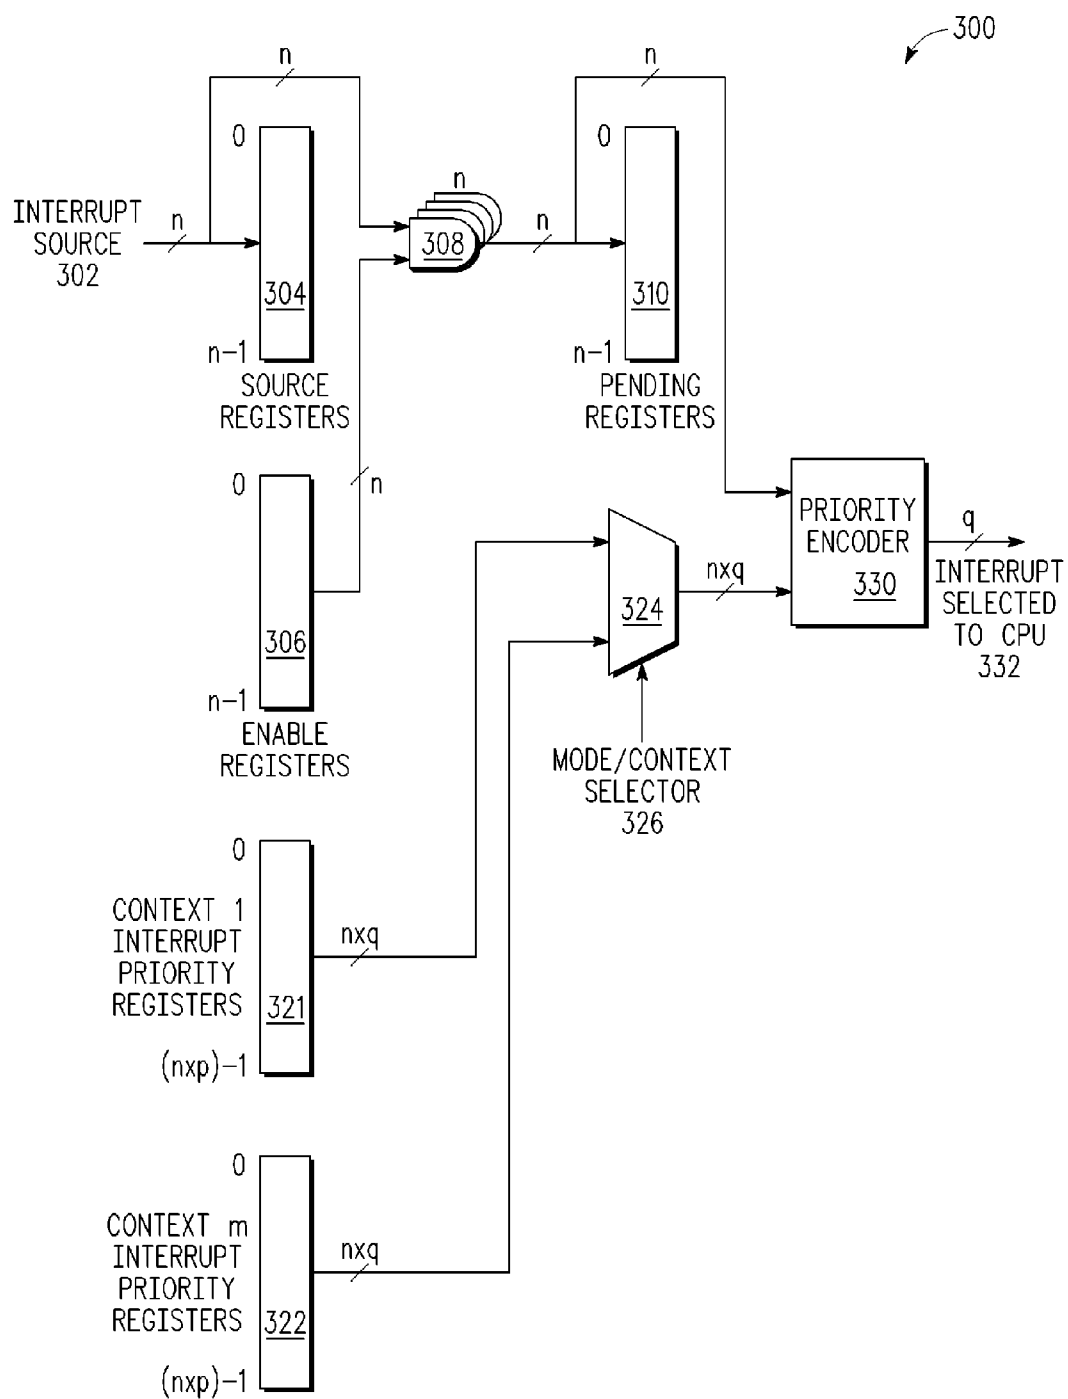 300
n
n
0
0
n
INTERRUPT
SOURCE
302
n
308
n
304
310
n-1
n-1
SOURCE
REGISTERS
PENDING
REGISTERS
0
n
306
n-1
ENABLE
REGISTERS
324
nxq
PRIORITY
ENCODER
330
q
INTERRUPT
SELECTED
TO CPU
332
MODE/CONTEXT
SELECTOR
326
0
CONTEXT 1
INTERRUPT
PRIORITY
REGISTERS
321
nxq
(nxp)-1
0
CONTEXT m
INTERRUPT
PRIORITY
REGISTERS
322
nxq
(nxp)-1